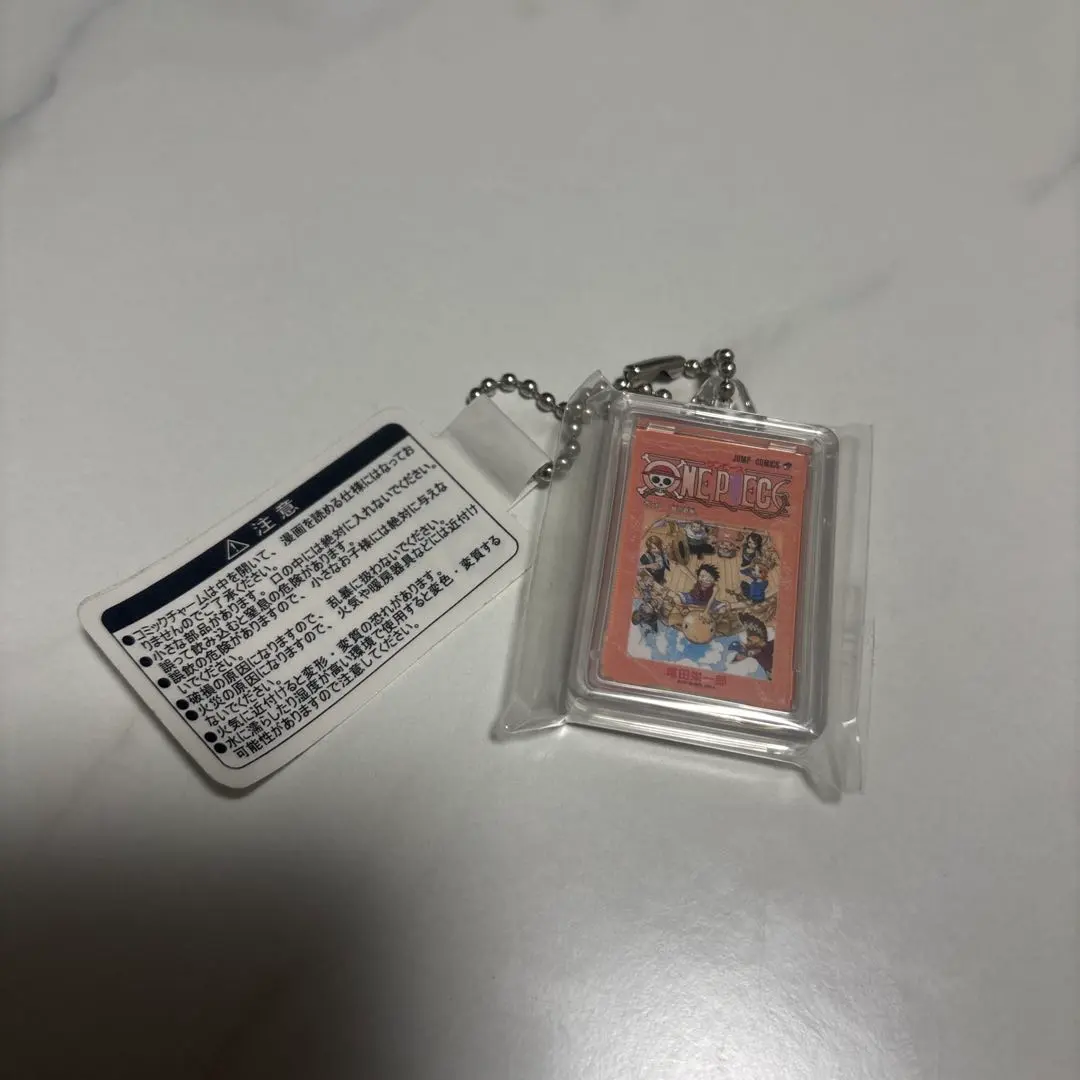 ⚠ 注意
●コミックチャームは中を開いて、漫画を読める仕様にはなってお
りませんのでご了承ください。
●小さな部品があります。口の中には絶対に入れないでください。
誤って飲み込むと窒息の危険があります。
●誤飲の危険がありますので、小さなお子様には絶対に与えな
いでください。
●破損の原因になりますので、乱暴に扱わないでください。
●火災の原因になりますので、火気や暖房器具などには近付け
ないでください。
●火気に近付けると変形・変質の恐れがあります。
●水に濡らしたり湿度が高い環境で使用すると変色・変質する
可能性がありますので注意してください。
JUMP COMICS
ONE PIECE
尾田栄一郎